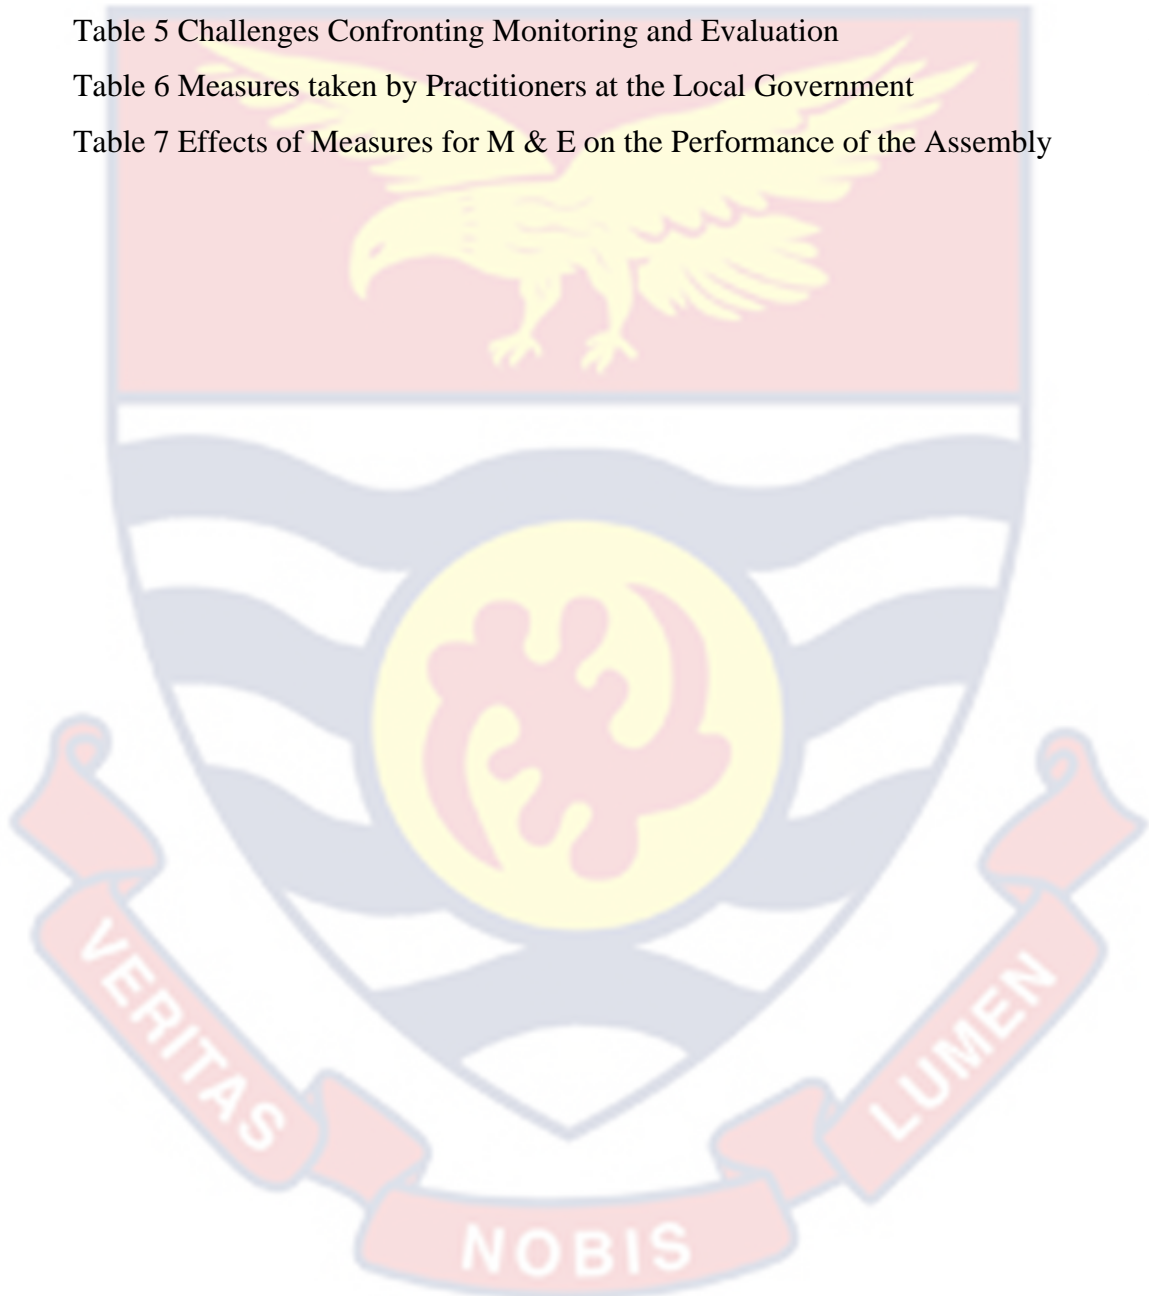 Table 5 Challenges Confronting Monitoring and Evaluation
Table 6 Measures taken by Practitioners at the Local Government
Table 7 Effects of Measures for M & E on the Performance of the Assembly
VERITAS
NOBIS
LUMEN